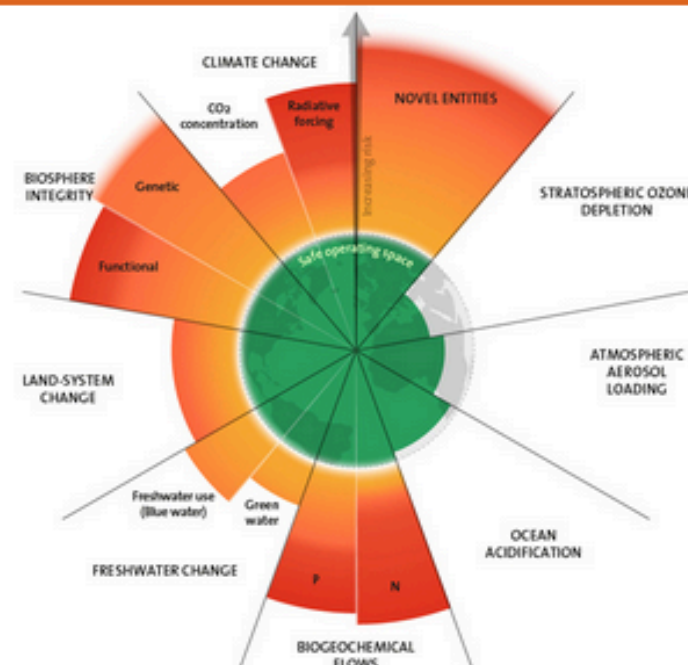 CLIMATE CHANGE
CO2
concentration
Radiative
forcing
NOVEL ENTITIES
Increasing risk
BIOSPHERE
INTEGRITY
Genetic
Functional
STRATOSPHERIC OZONE
DEPLETION
Safe operating space
ATMOSPHERIC
AEROSOL
LOADING
LAND-SYSTEM
CHANGE
Freshwater use
(Blue water)
Green
water
FRESHWATER CHANGE
OCEAN
ACIDIFICATION
P
N
BIOGEOCHEMICAL
FLOWS